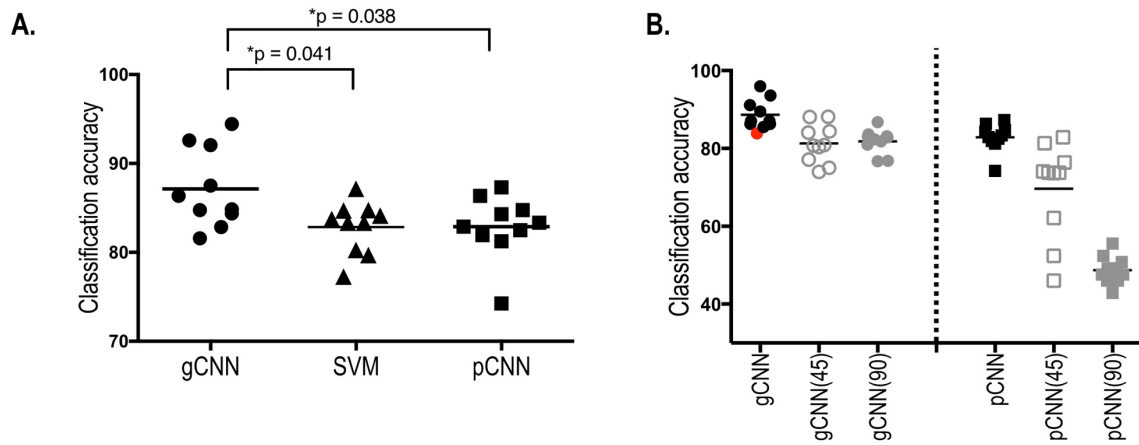 A.
*p = 0.038
*p = 0.041
Classification accuracy
100
90
80
70
gCNN
SVM
pCNN
B.
Classification accuracy
100
80
60
40
gCNN
gCNN(45)
gCNN(90)
pCNN
pCNN(45)
pCNN(90)